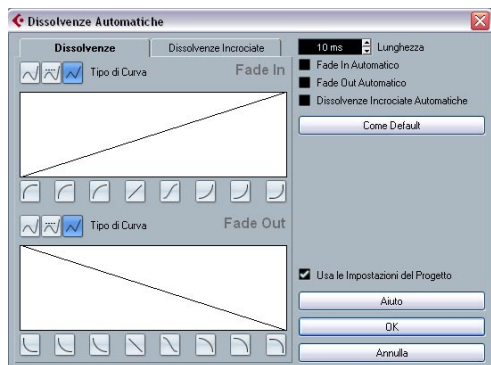 Dissolvenze Automatiche
Dissolvenze
Dissolvenze Incrociate
Tipo di Curva
Fade In
Tipo di Curva
Fade Out
10 ms
Lunghezza
Fade In Automatico
Fade Out Automatico
Dissolvenze Incrociate Automatiche
Come Default
Usa le Impostazioni del Progetto
Aiuto
OK
Annulla